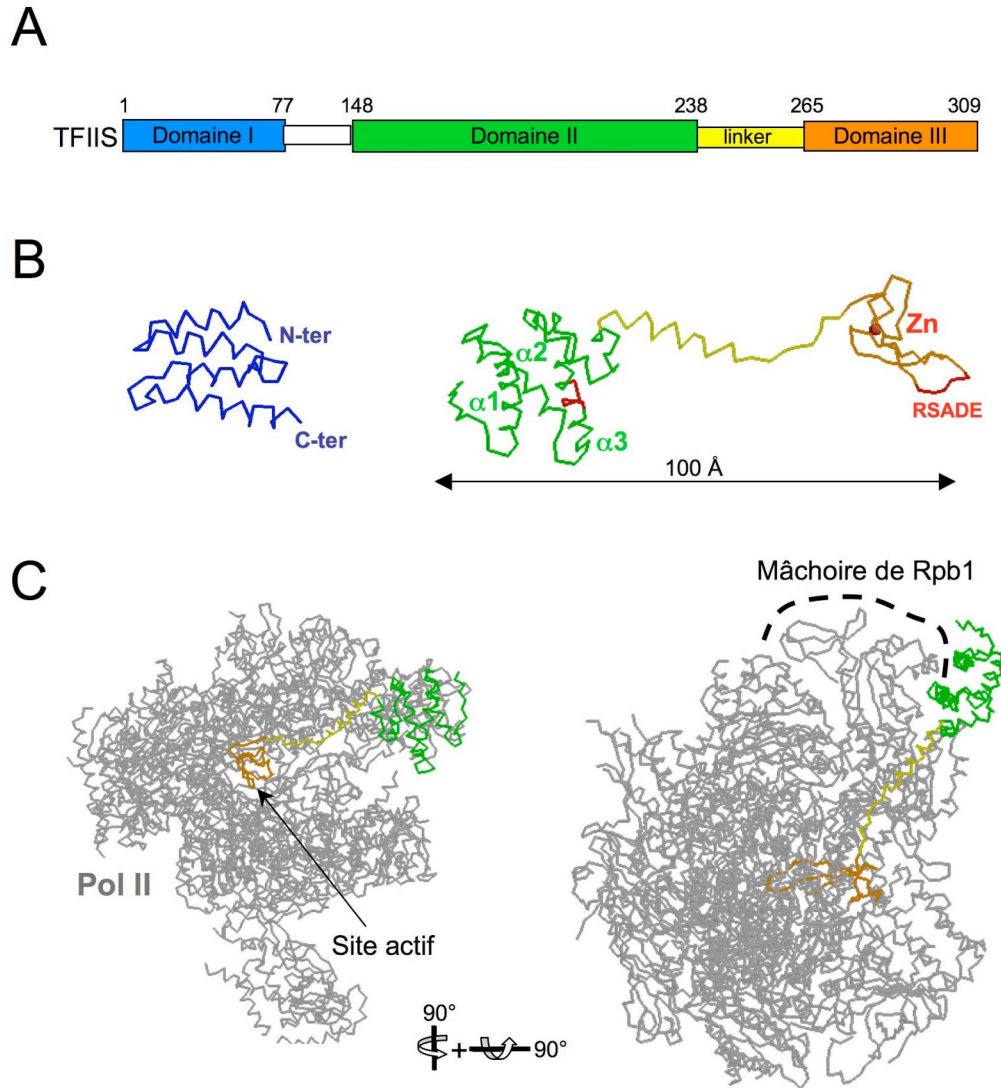 A
1 77 148 238 265 309
TFIIS Domaine I Domaine II linker Domaine III
B
N-ter
C-ter
α2
α1
α3
Zn
RSADE
100 Å
C
Mâchoire de Rpb1
Pol II
Site actif
90°
+ 90°